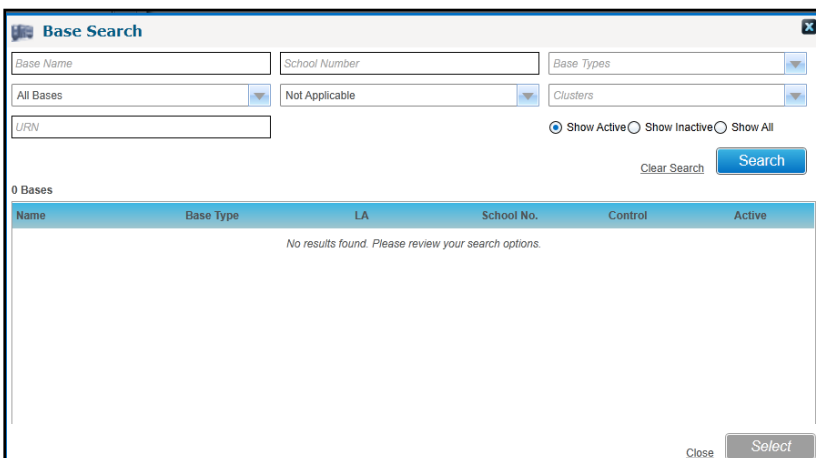 Base Search
Base Name School Number Base Types
All Bases Not Applicable Clusters
URN Show Active Show Inactive Show All
Clear Search Search
0 Bases
Name Base Type LA School No. Control Active
No results found. Please review your search options.
Close Select